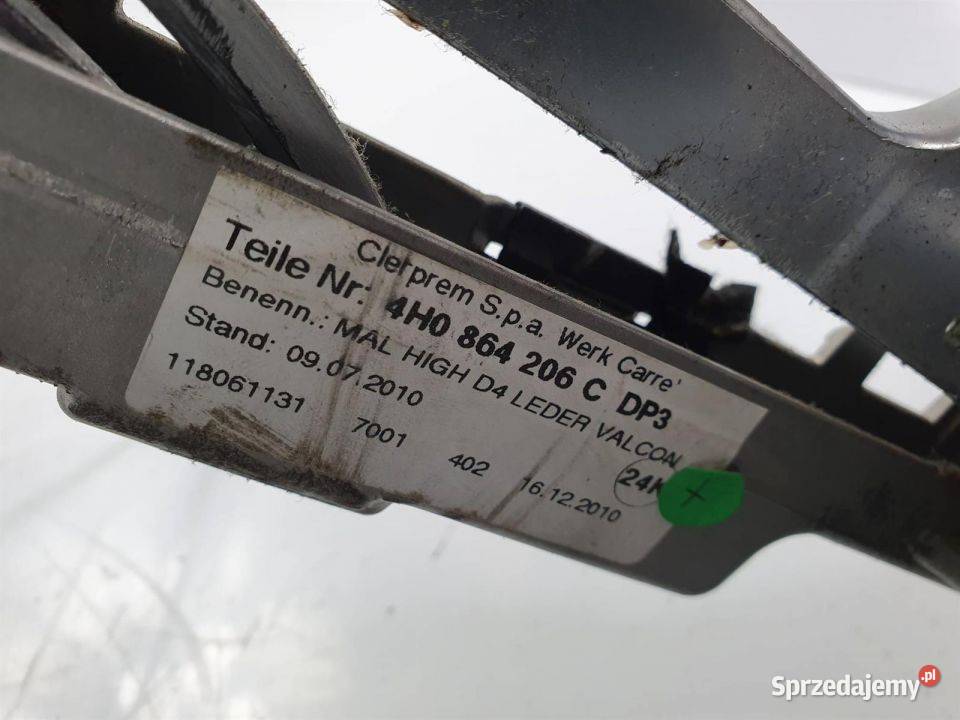 Clerprem S.p.a. Werk Carre'
Teile Nr: 4H0 864 206 C DP3
Benenn.: MAL HIGH D4 LEDER VALCON
Stand: 09.07.2010
24K
118061131 7001 402 16.12.2010
+
Sprzedajemy.pl